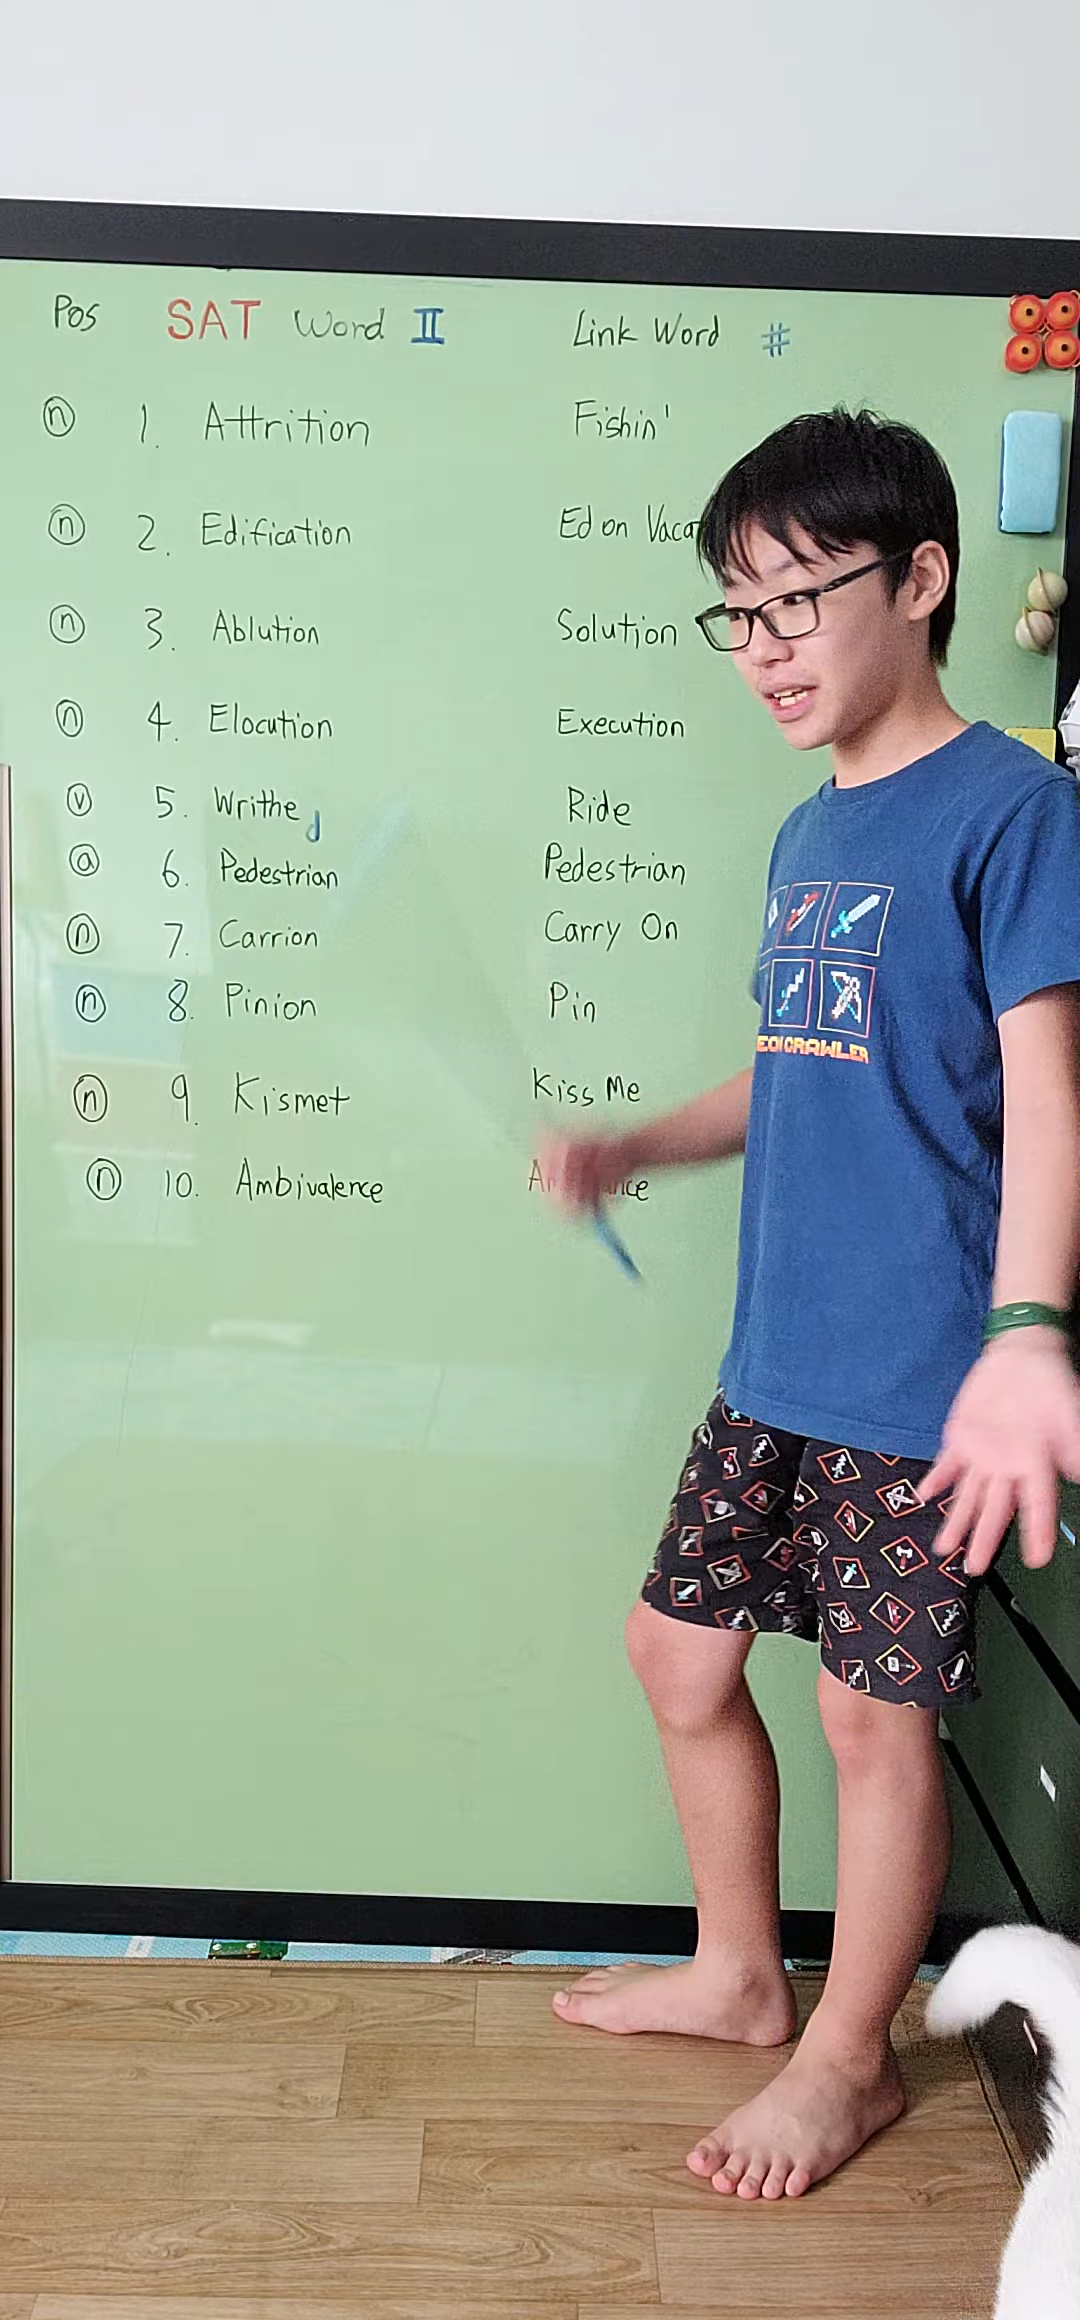 Pos SAT Word II Link Word #
n 1. Attrition Fishin'
n 2. Edification Ed on
n 3. Ablution Solution
n 4. Elocution Execution
v 5. Writhe Ride
a 6. Pedestrian Pedestrian
n 7. Carrion Carry On
n 8. Pinion Pin
n 9. Kismet Kiss Me
n 10. Ambivalence
CRAWLER